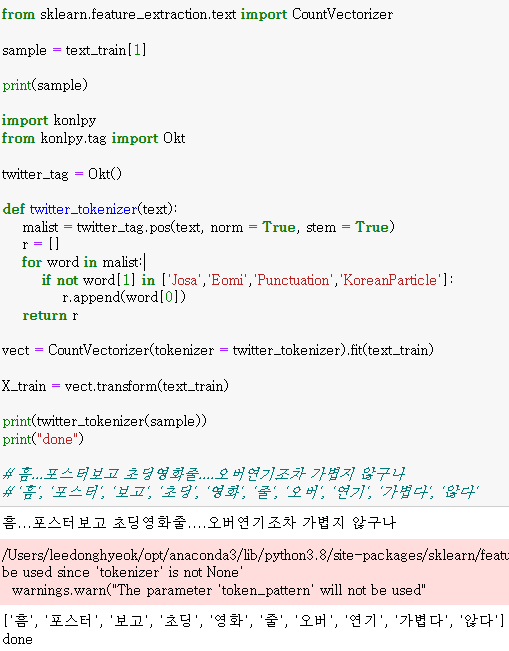 from sklearn.feature_extraction.text import CountVectorizer
sample = text_train[1]
print(sample)
import konlpy
from konlpy.tag import Okt
twitter_tag = Okt()
def twitter_tokenizer(text):
malist = twitter_tag.pos(text, norm = True, stem = True)
r = []
for word in malist:
if not word[1] in ['Josa','Eomi','Punctuation','KoreanParticle']:
r.append(word[0])
return r
vect = CountVectorizer(tokenizer = twitter_tokenizer).fit(text_train)
X_train = vect.transform(text_train)
print(twitter_tokenizer(sample))
print("done")
# 흠...포스터보고 초딩영화줄....오버연기조차 가볍지 않구나
# '흠', '포스터', '보고', '초딩', '영화', '줄', '오버', '연기', '가볍다', '않다'
흠...포스터보고 초딩영화줄....오버연기조차 가볍지 않구나
/Users/leedonghyeok/opt/anaconda3/lib/python3.8/site-packages/sklearn/featu
be used since 'tokenizer' is not None'
warnings.warn("The parameter 'token_pattern' will not be used"
['흠', '포스터', '보고', '초딩', '영화', '줄', '오버', '연기', '가볍다', '않다']
done